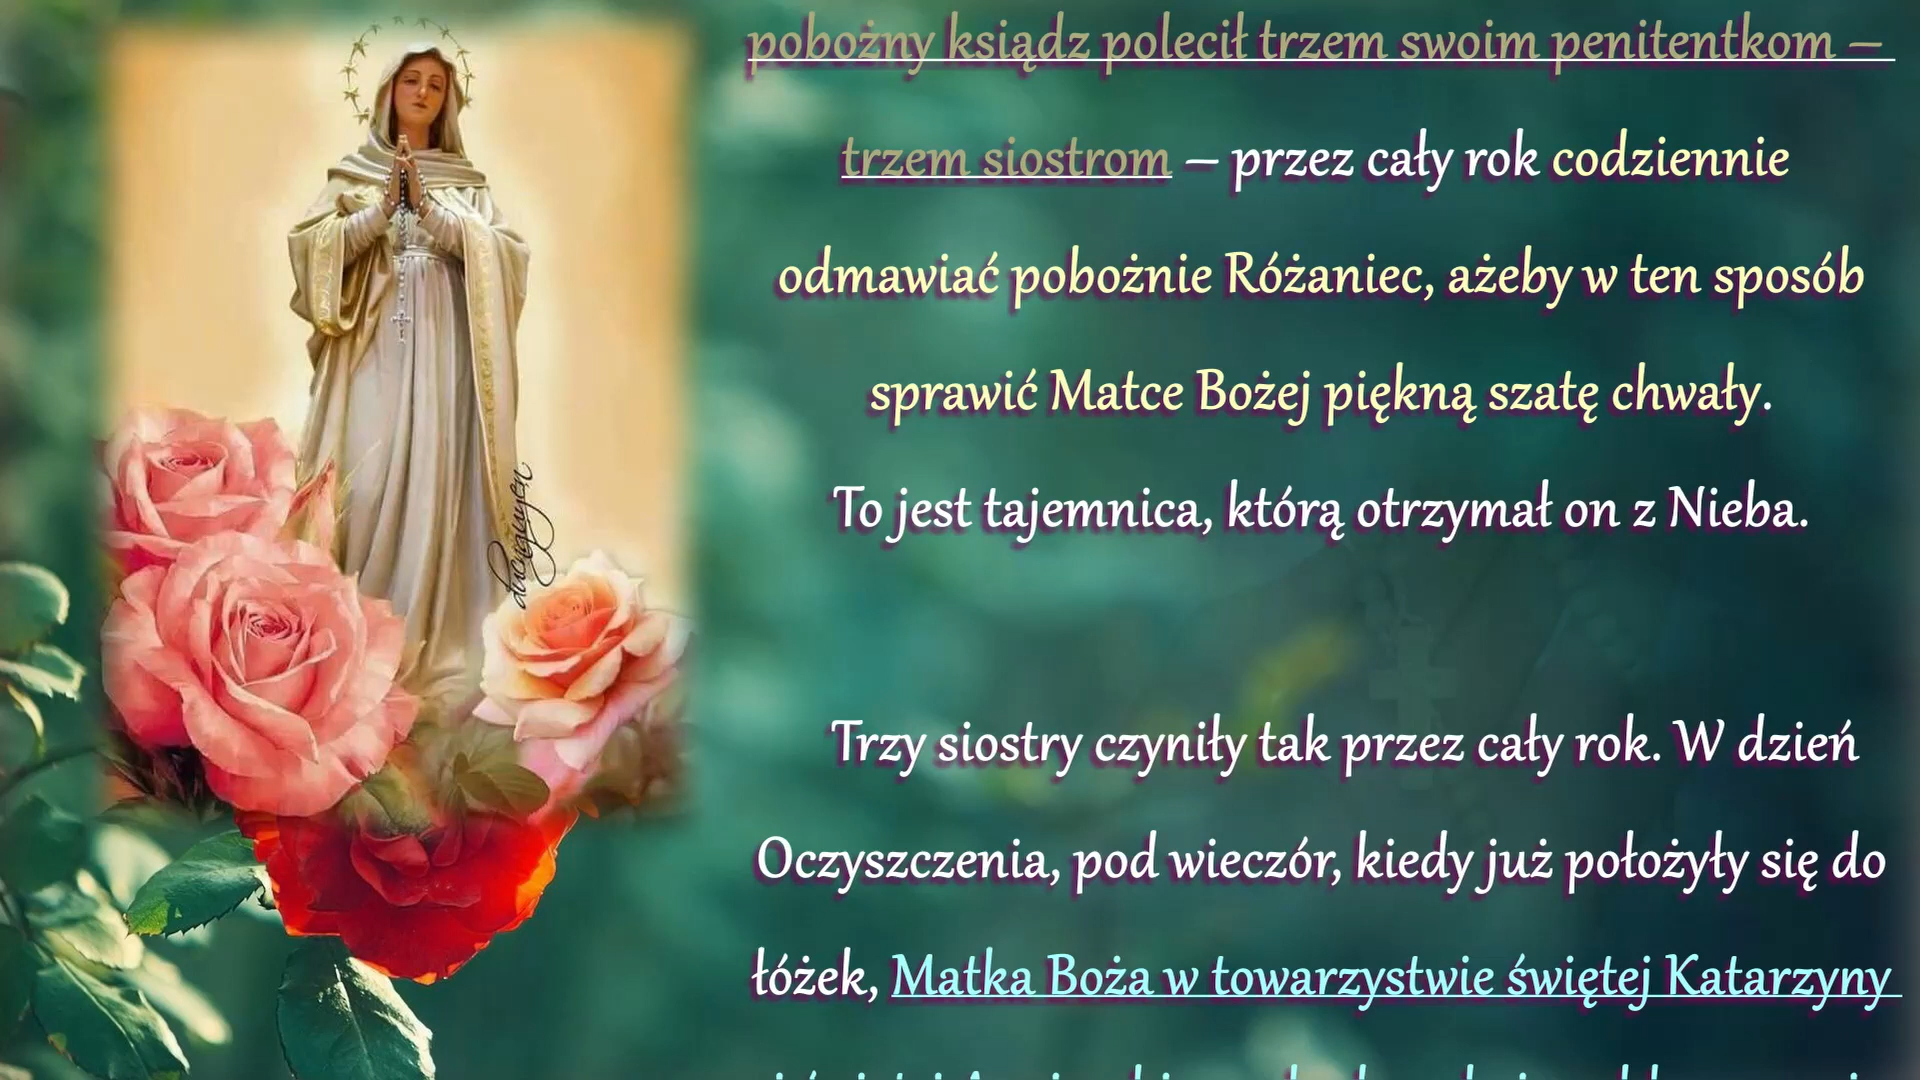 pobożny ksiądz polecił trzem swoim penitentkom –
trzem siostrom – przez cały rok codziennie
odmawiać pobożnie Różaniec, ażeby w ten sposób
sprawić Matce Bożej piękną szatę chwały.
To jest tajemnica, którą otrzymał on z Nieba.
Trzy siostry czyniły tak przez cały rok. W dzień
Oczyszczenia, pod wieczór, kiedy już położyły się do
łóżek, Matka Boża w towarzystwie świętej Katarzyny
ducnguyen